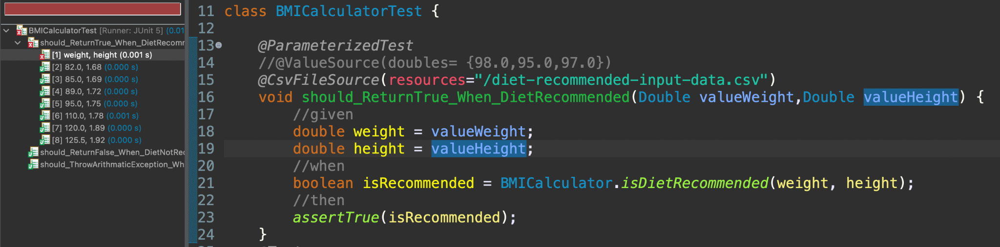 BMICalculatorTest [Runner: JUnit 5] (0.01
should_ReturnTrue_When_DietRecomm
[1] weight, height (0.001 s)
[2] 82.0, 1.68 (0.000 s)
[3] 85.0, 1.69 (0.000 s)
[4] 89.0, 1.72 (0.000 s)
[5] 95.0, 1.75 (0.000 s)
[6] 110.0, 1.78 (0.001 s)
[7] 120.0, 1.89 (0.000 s)
[8] 125.5, 1.92 (0.000 s)
should_ReturnFalse_When_DietNotRec
should_ThrowArithmaticException_Wh
11 class BMICalculatorTest {
12
13 @ParameterizedTest
14 //@ValueSource(doubles= {98.0,95.0,97.0})
15 @CsvFileSource(resources="/diet-recommended-input-data.csv")
16 void should_ReturnTrue_When_DietRecommended(Double valueWeight,Double valueHeight) {
17 //given
18 double weight = valueWeight;
19 double height = valueHeight;
20 //when
21 boolean isRecommended = BMICalculator.isDietRecommended(weight, height);
22 //then
23 assertTrue(isRecommended);
24 }